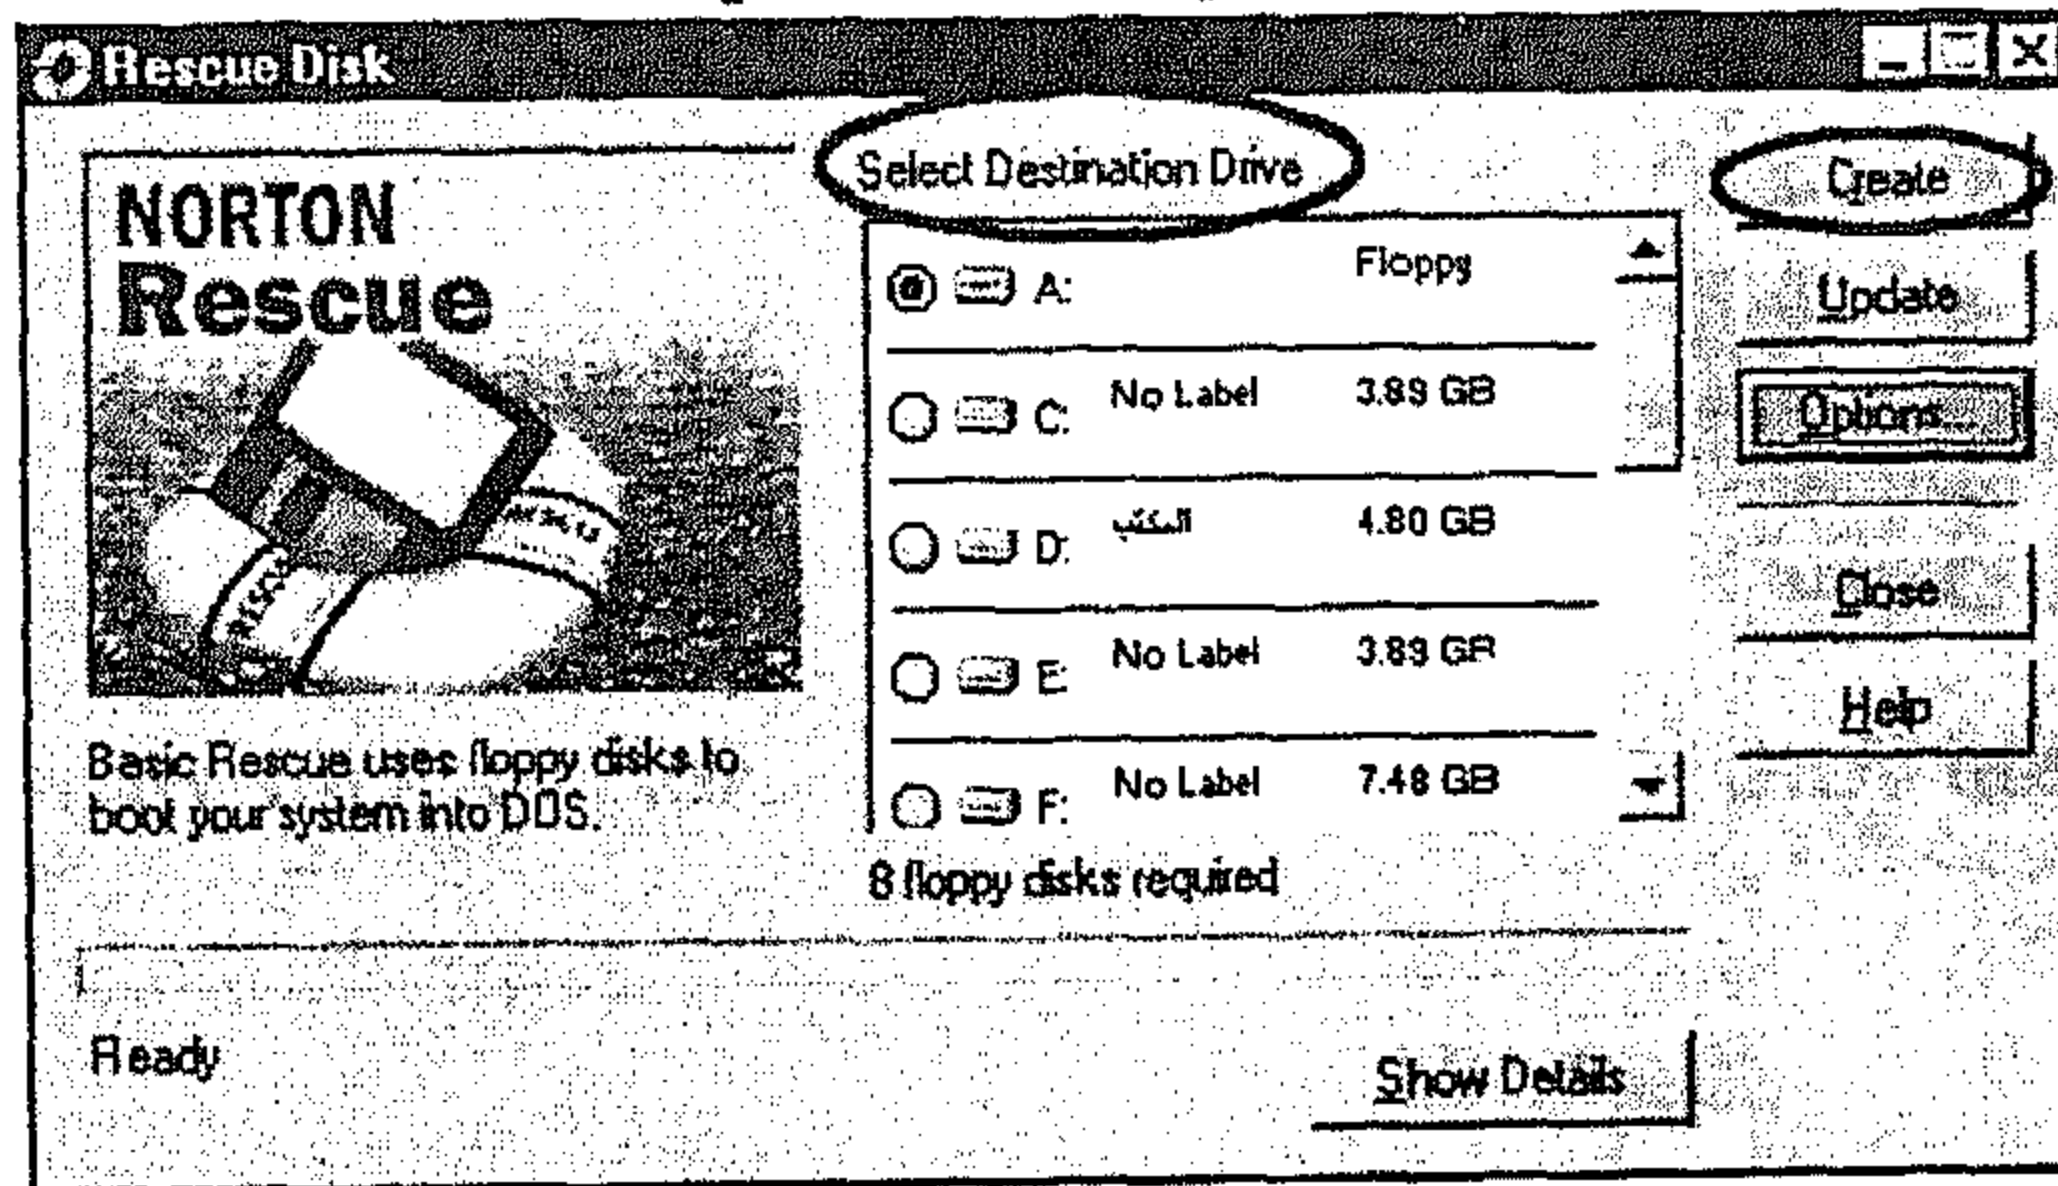 Rescue Disk
NORTON
Rescue
RESCUE
Basic Rescue uses floppy disks to
boot your system into DOS.
Select Destination Drive
A: Floppy
C: No Label 3.89 GB
D: المكتب 4.80 GB
E: No Label 3.89 GB
F: No Label 7.48 GB
8 floppy disks required
Create
Update
Options...
Close
Help
Ready
Show Details